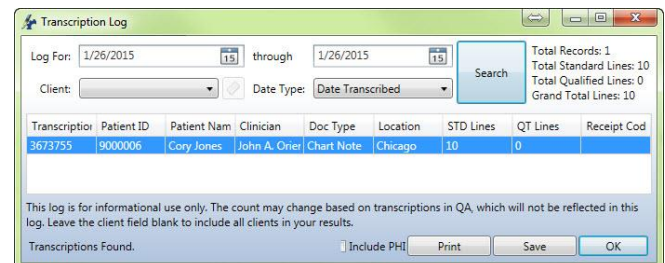 Transcription Log
Log For: 1/26/2015 15 through 1/26/2015 15 Search
Total Records: 1
Total Standard Lines: 10
Total Qualified Lines: 0
Grand Total Lines: 10
Client: Date Type: Date Transcribed
Transcription Patient ID Patient Nam Clinician Doc Type Location STD Lines QT Lines Receipt Cod
3673755 9000006 Cory Jones John A. Orier Chart Note Chicago 10 0
This log is for informational use only. The count may change based on transcriptions in QA, which will not be reflected in this
log. Leave the client field blank to include all clients in your results.
Transcriptions Found. Include PHI Print Save OK